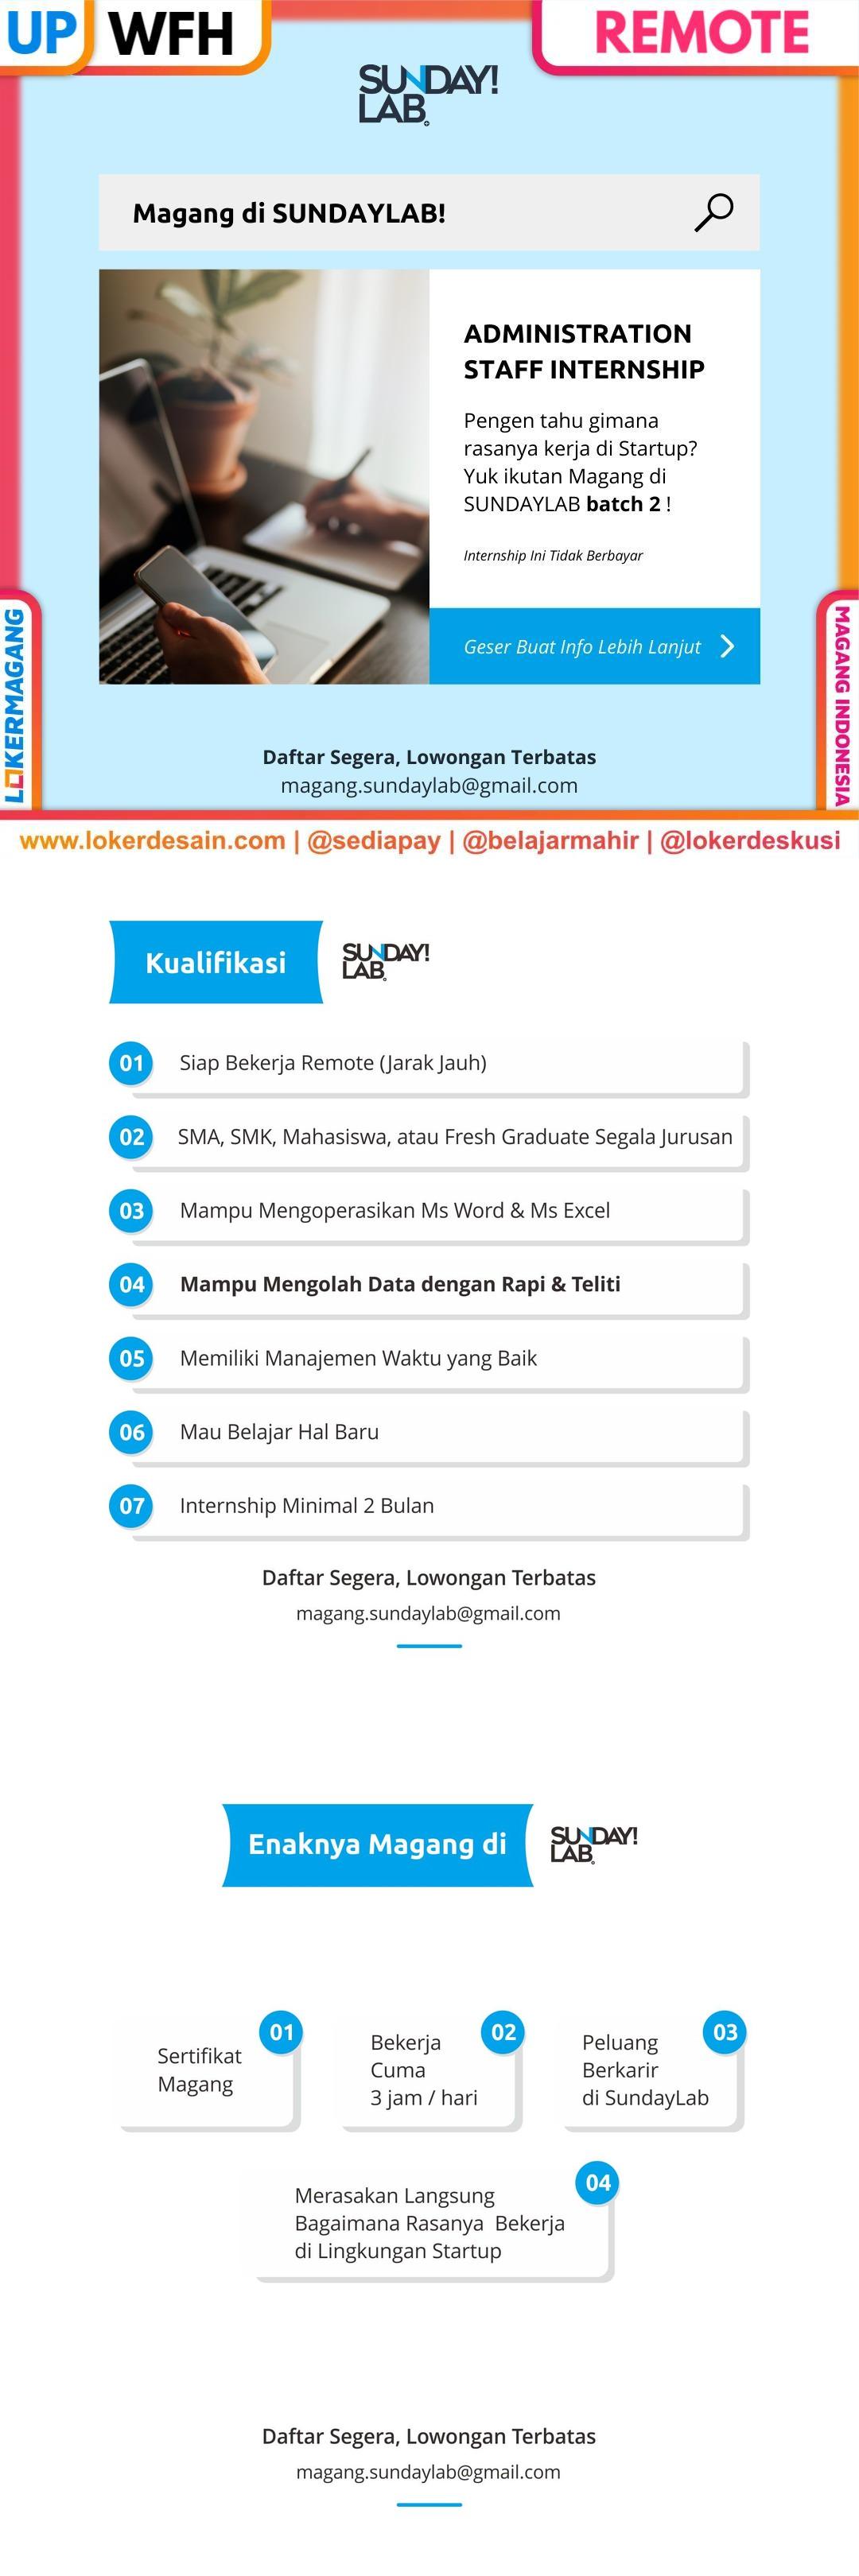 UP WFH
REMOTE
SUNDAY!
LAB
Magang di SUNDAYLAB!
ADMINISTRATION
STAFF INTERNSHIP
Pengen tahu gimana
rasanya kerja di Startup?
Yuk ikutan Magang di
SUNDAYLAB batch 2 !
Internship Ini Tidak Berbayar
Geser Buat Info Lebih Lanjut
LOKERMAGANG
MAGANG INDONESIA
Daftar Segera, Lowongan Terbatas
magang.sundaylab@gmail.com
www.lokerdesain.com | @sediapay | @belajarmahir | @lokerdeskusi
Kualifikasi
SUNDAY!
LAB
01 Siap Bekerja Remote (Jarak Jauh)
02 SMA, SMK, Mahasiswa, atau Fresh Graduate Segala Jurusan
03 Mampu Mengoperasikan Ms Word & Ms Excel
04 Mampu Mengolah Data dengan Rapi & Teliti
05 Memiliki Manajemen Waktu yang Baik
06 Mau Belajar Hal Baru
07 Internship Minimal 2 Bulan
Daftar Segera, Lowongan Terbatas
magang.sundaylab@gmail.com
Enaknya Magang di
SUNDAY!
LAB
01
Sertifikat
Magang
02
Bekerja
Cuma
3 jam / hari
03
Peluang
Berkarir
di SundayLab
04
Merasakan Langsung
Bagaimana Rasanya Bekerja
di Lingkungan Startup
Daftar Segera, Lowongan Terbatas
magang.sundaylab@gmail.com